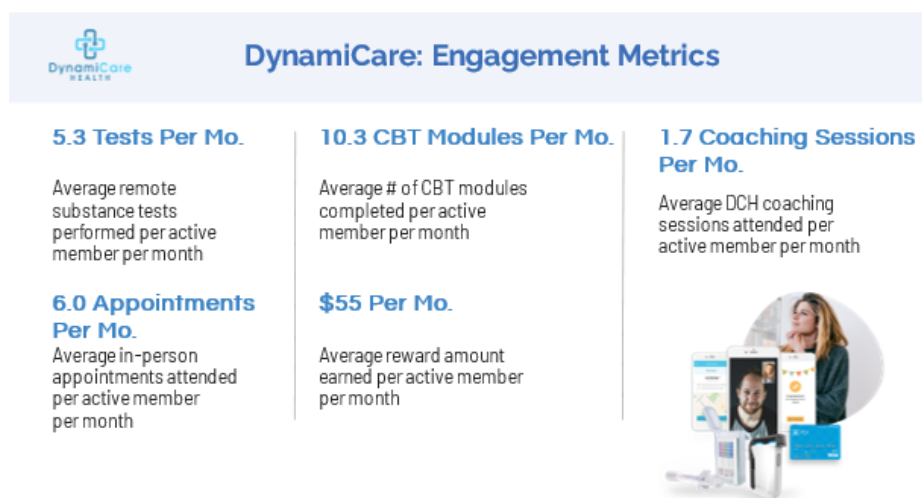 DynamiCare
HEALTH
DynamiCare: Engagement Metrics
5.3 Tests Per Mo.
Average remote
substance tests
performed per active
member per month
10.3 CBT Modules Per Mo.
Average # of CBT modules
completed per active
member per month
1.7 Coaching Sessions
Per Mo.
Average DCH coaching
sessions attended per
active member per month
6.0 Appointments
Per Mo.
Average in-person
appointments attended
per active member
per month
$55 Per Mo.
Average reward amount
earned per active member
per month